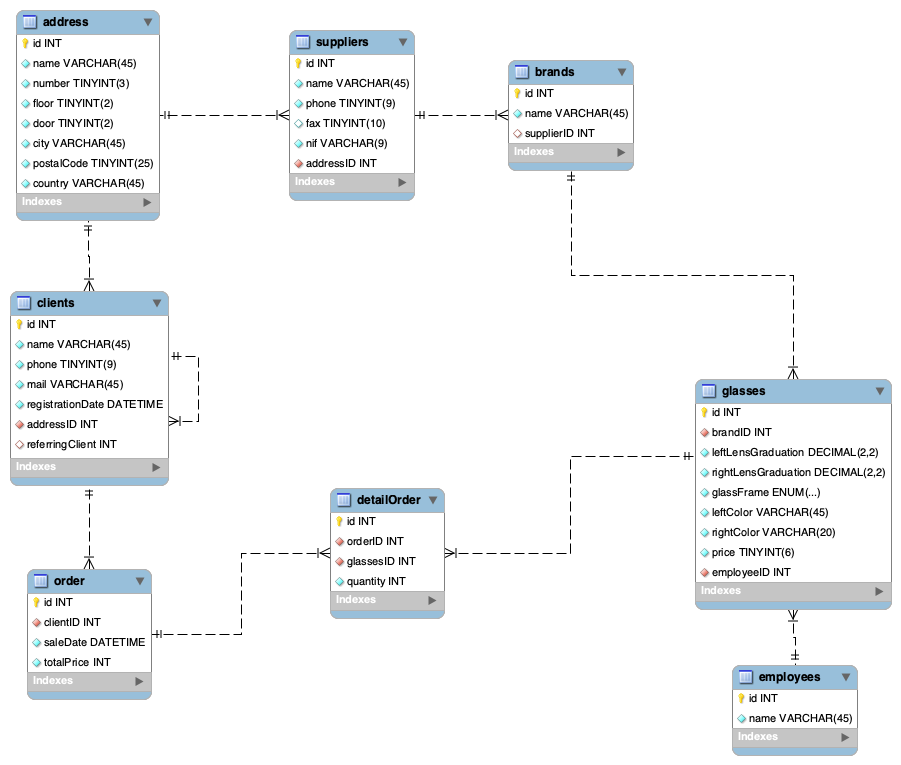 address
id INT
name VARCHAR(45)
number TINYINT(3)
floor TINYINT(2)
door TINYINT(2)
city VARCHAR(45)
postalCode TINYINT(25)
country VARCHAR(45)
Indexes
suppliers
id INT
name VARCHAR(45)
phone TINYINT(9)
fax TINYINT(10)
nif VARCHAR(9)
addressID INT
Indexes
brands
id INT
name VARCHAR(45)
supplierID INT
Indexes
clients
id INT
name VARCHAR(45)
phone TINYINT(9)
mail VARCHAR(45)
registrationDate DATETIME
addressID INT
referringClient INT
Indexes
glasses
id INT
brandID INT
leftLensGraduation DECIMAL(2,2)
rightLensGraduation DECIMAL(2,2)
glassFrame ENUM(...)
leftColor VARCHAR(45)
rightColor VARCHAR(20)
price TINYINT(6)
employeeID INT
Indexes
detailOrder
id INT
orderID INT
glassesID INT
quantity INT
Indexes
order
id INT
clientID INT
saleDate DATETIME
totalPrice INT
Indexes
employees
id INT
name VARCHAR(45)
Indexes